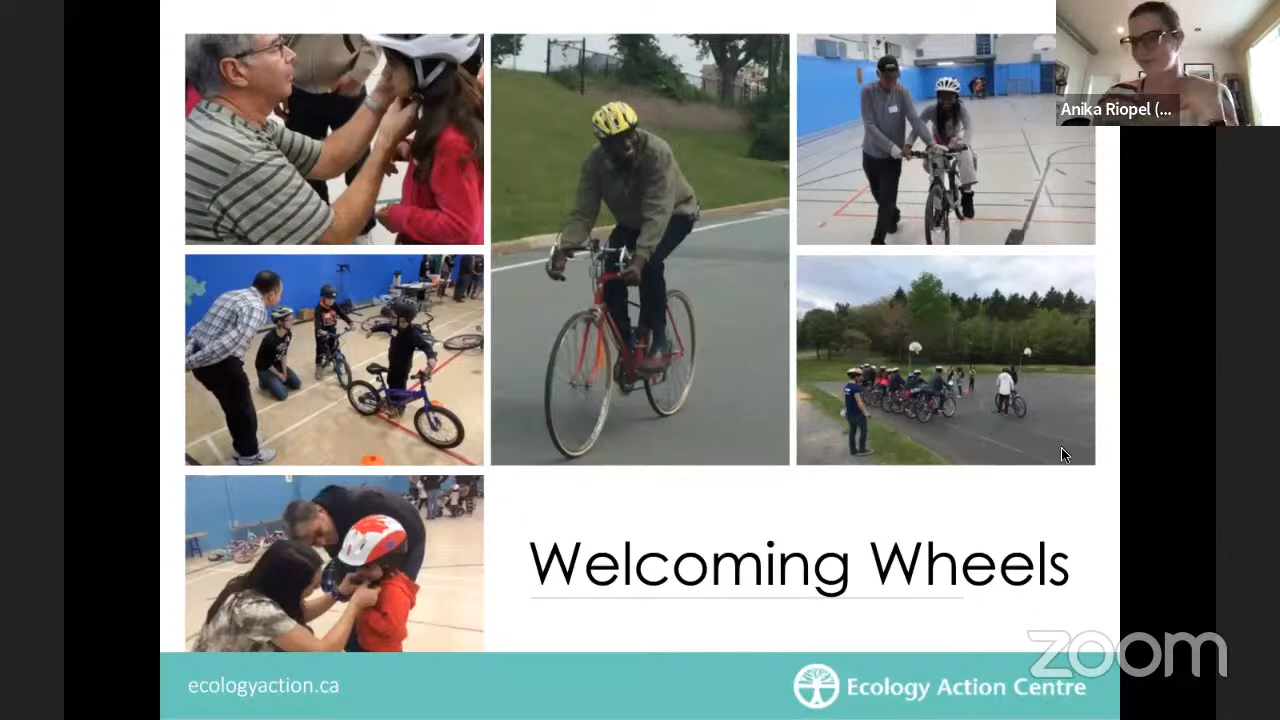 Anika Riopel (...
Welcoming Wheels
zoom
ecologyaction.ca
Ecology Action Centre